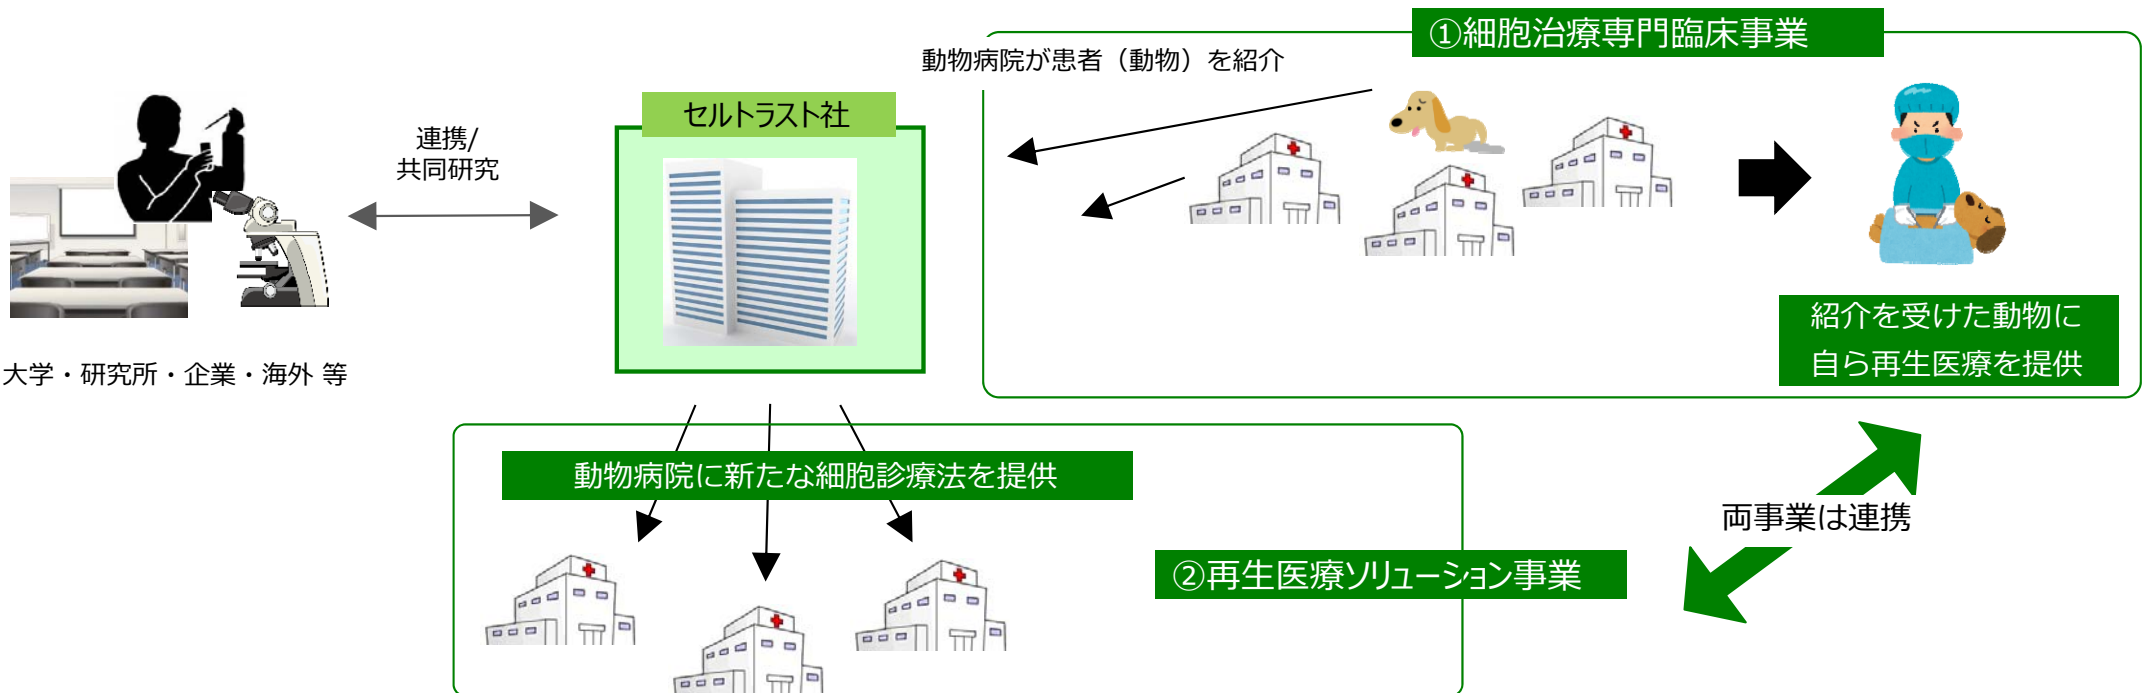 ①細胞治療専門臨床事業
動物病院が患者（動物）を紹介
セルトラスト社
連携/
共同研究
紹介を受けた動物に
自ら再生医療を提供
大学・研究所・企業・海外 等
動物病院に新たな細胞診療法を提供
両事業は連携
②再生医療ソリューション事業